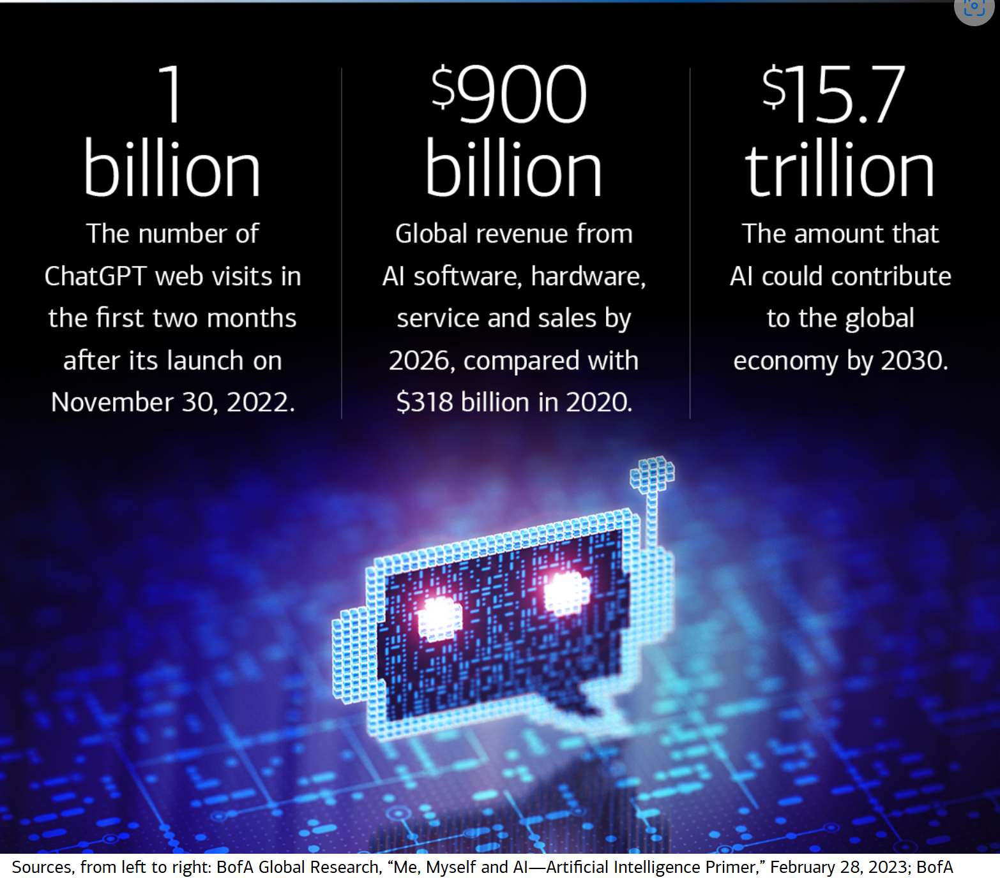 1
billion
The number of
ChatGPT web visits in
the first two months
after its launch on
November 30, 2022.
$900
billion
Global revenue from
AI software, hardware,
service and sales by
2026, compared with
$318 billion in 2020.
$15.7
trillion
The amount that
AI could contribute
to the global
economy by 2030.
Sources, from left to right: BofA Global Research, “Me, Myself and AI—Artificial Intelligence Primer,” February 28, 2023; BofA